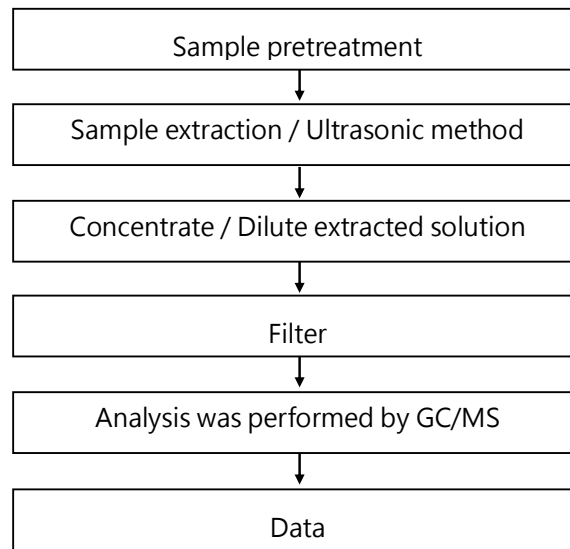 Sample pretreatment
Sample extraction / Ultrasonic method
Concentrate / Dilute extracted solution
Filter
Analysis was performed by GC/MS
Data